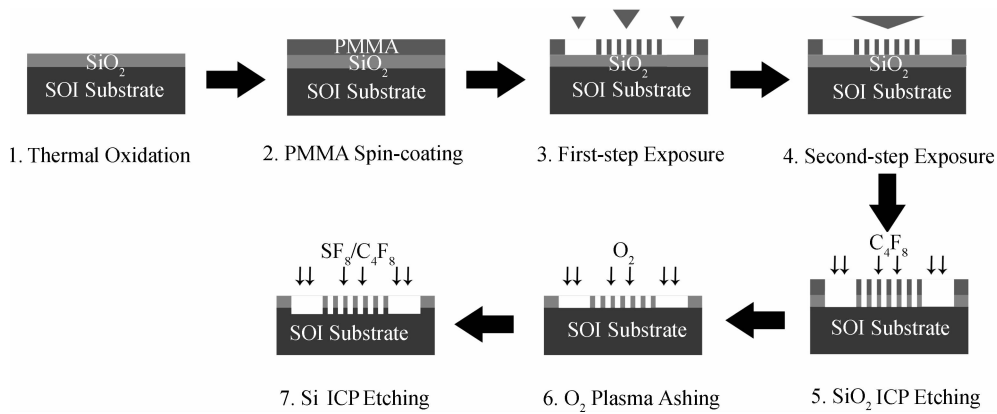 SiO₂
SOI Substrate
1. Thermal Oxidation
PMMA
SiO₂
SOI Substrate
2. PMMA Spin-coating
SiO₂
SOI Substrate
3. First-step Exposure
SiO₂
SOI Substrate
4. Second-step Exposure
C₄F₈
SOI Substrate
5. SiO₂ ICP Etching
O₂
SOI Substrate
6. O₂ Plasma Ashing
SF₈/C₄F₈
SOI Substrate
7. Si ICP Etching